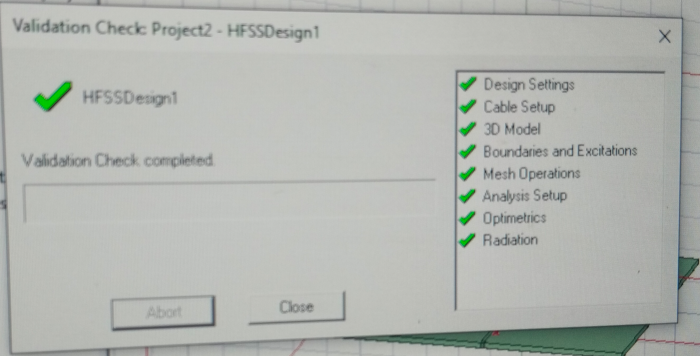 Validation Check: Project2 - HFSSDesign1
HFSSDesign1
Validation Check completed.
Abort
Close
Design Settings
Cable Setup
3D Model
Boundaries and Excitations
Mesh Operations
Analysis Setup
Optimetrics
Radiation